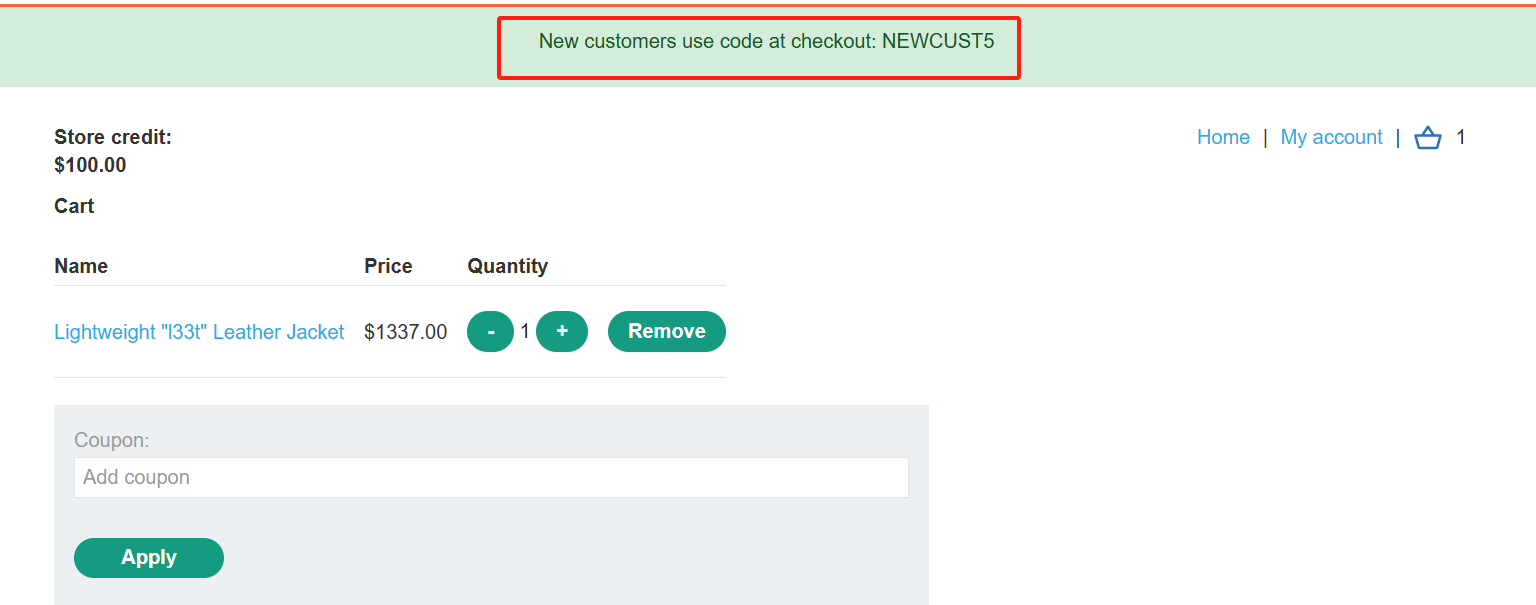 New customers use code at checkout: NEWCUST5
Store credit:
$100.00
Home | My account | 1
Cart
Name Price Quantity
Lightweight "l33t" Leather Jacket $1337.00 - 1 + Remove
Coupon:
Add coupon
Apply